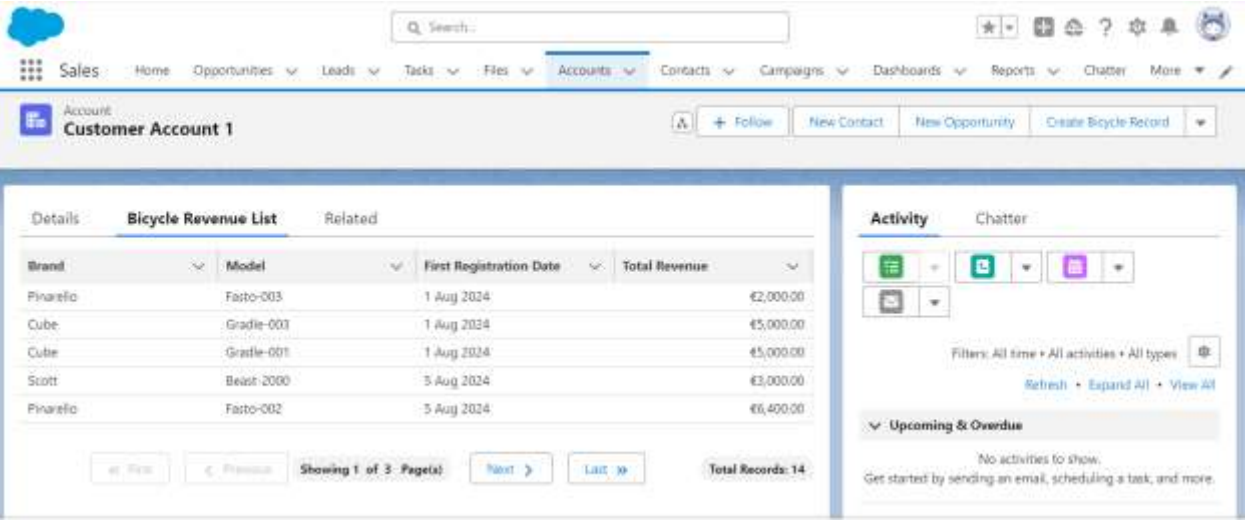 Search...
Sales Home Opportunities Leads Tasks Files Accounts Contacts Campaigns Dashboards Reports Chatter More
Account
Customer Account 1
+ Follow New Contact New Opportunity Create Bicycle Record
Details Bicycle Revenue List Related
Brand Model First Registration Date Total Revenue
Pinarello Fasto-003 1 Aug 2024 €2,000.00
Cube Gradle-003 1 Aug 2024 €5,000.00
Cube Gradle-001 1 Aug 2024 €5,000.00
Scott Beast-2000 5 Aug 2024 €3,000.00
Pinarello Fasto-002 5 Aug 2024 €6,400.00
First Previous Showing 1 of 3 Page(s) Next Last Total Records: 14
Activity Chatter
Filters: All time • All activities • All types
Refresh • Expand All • View All
Upcoming & Overdue
No activities to show.
Get started by sending an email, scheduling a task, and more.